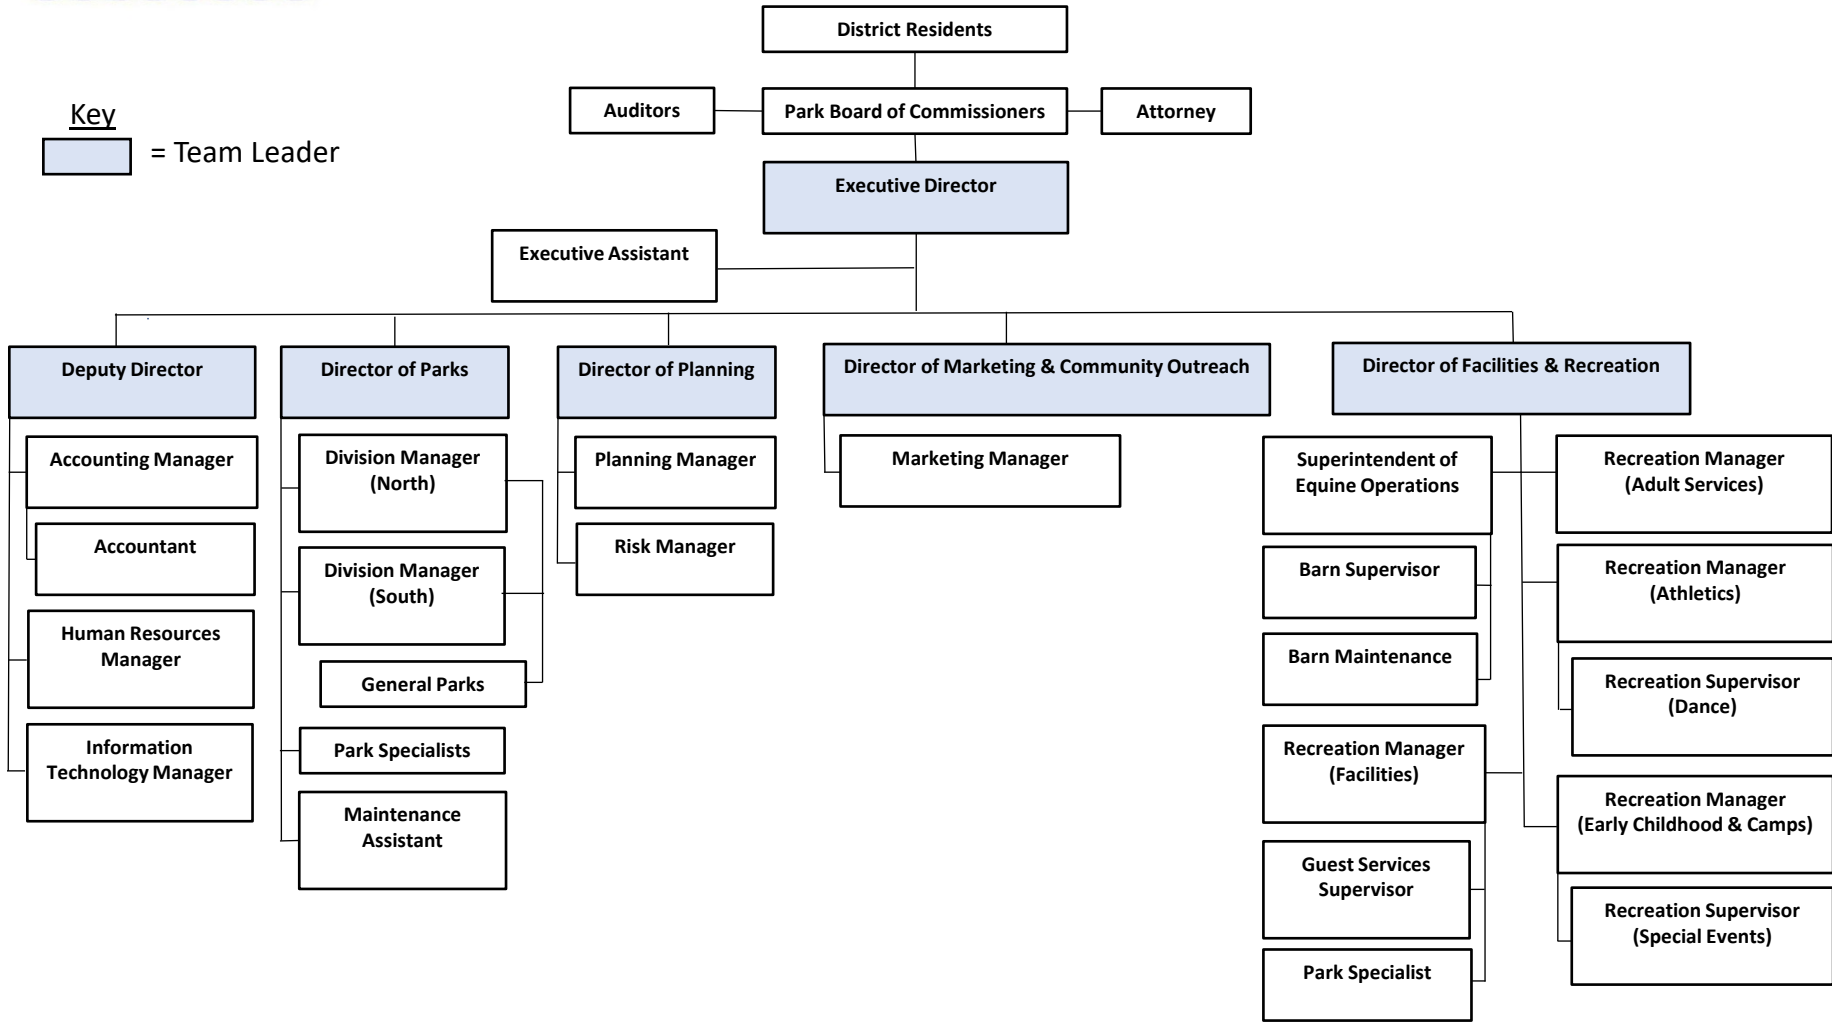 District Residents
Auditors
Park Board of Commissioners
Attorney
Key
= Team Leader
Executive Director
Executive Assistant
Deputy Director
Director of Parks
Director of Planning
Director of Marketing & Community Outreach
Director of Facilities & Recreation
Accounting Manager
Accountant
Human Resources
Manager
Information
Technology Manager
Division Manager
(North)
Division Manager
(South)
General Parks
Park Specialists
Maintenance
Assistant
Planning Manager
Risk Manager
Marketing Manager
Superintendent of
Equine Operations
Barn Supervisor
Barn Maintenance
Recreation Manager
(Facilities)
Guest Services
Supervisor
Park Specialist
Recreation Manager
(Adult Services)
Recreation Manager
(Athletics)
Recreation Supervisor
(Dance)
Recreation Manager
(Early Childhood & Camps)
Recreation Supervisor
(Special Events)